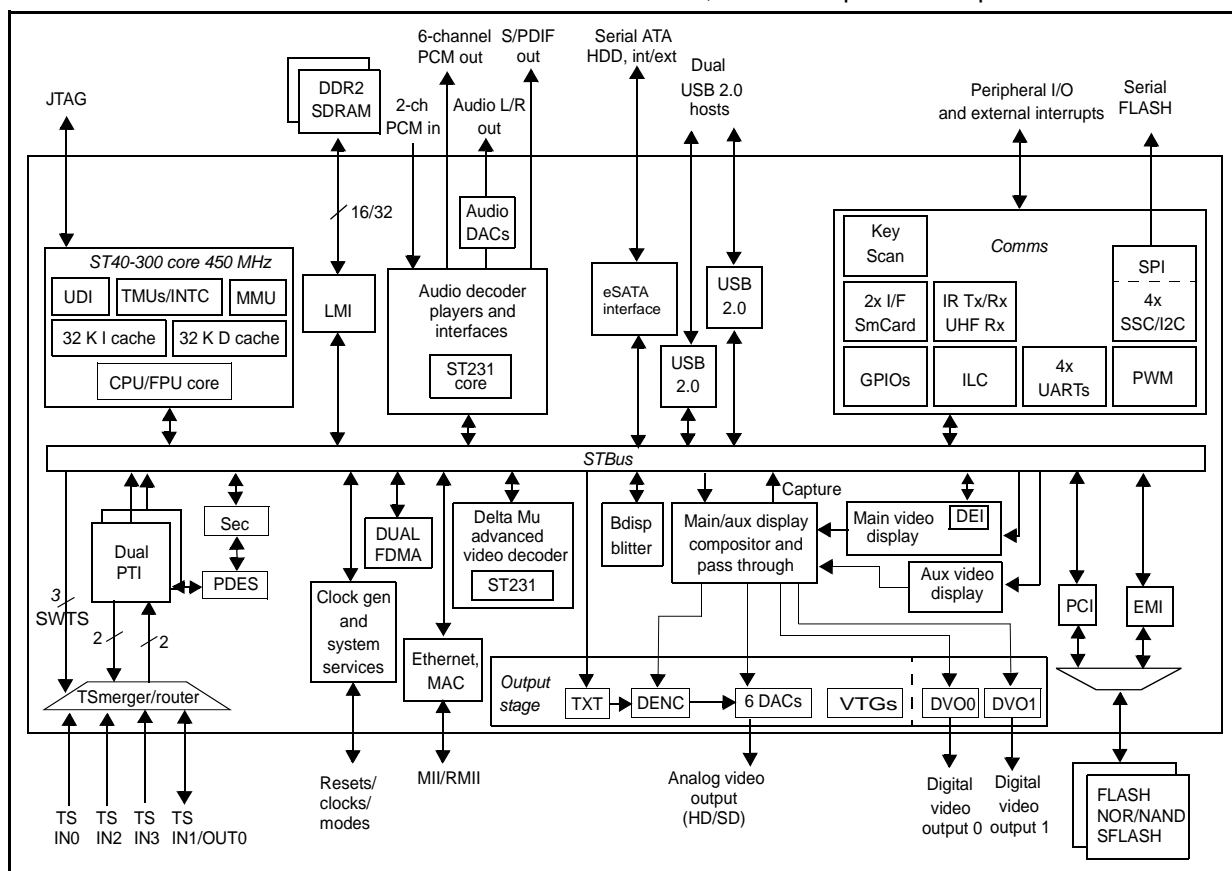 6-channel
PCM out
S/PDIF
out
Serial ATA
HDD, int/ext
Dual
USB 2.0
hosts
JTAG
DDR2
SDRAM
2-ch
PCM in
Audio L/R
out
Peripheral I/O
and external interrupts
Serial
FLASH
16/32
Audio
DACs
ST40-300 core 450 MHz
UDI
TMUs/INTC
MMU
32 K I cache
32 K D cache
CPU/FPU core
LMI
Audio decoder
players and
interfaces
ST231
core
eSATA
interface
USB
2.0
USB
2.0
Key
Scan
Comms
SPI
2x I/F
SmCard
IR Tx/Rx
UHF Rx
4x
SSC/I2C
GPIOs
ILC
4x
UARTs
PWM
STBus
Dual
PTI
Sec
PDES
3
SWTS
2
2
TSmerger/router
Clock gen
and
system
services
DUAL
FDMA
Ethernet,
MAC
Delta Mu
advanced
video decoder
ST231
Bdisp
blitter
Capture
Main/aux display
compositor and
pass through
Main video
display
DEI
Aux video
display
PCI
EMI
Output
stage
TXT
DENC
6 DACs
VTGs
DVO0
DVO1
TS
IN0
TS
IN2
TS
IN3
TS
IN1/OUT0
Resets/
clocks/
modes
MII/RMII
Analog video
output
(HD/SD)
Digital
video
output 0
Digital
video
output 1
FLASH
NOR/NAND
SFLASH